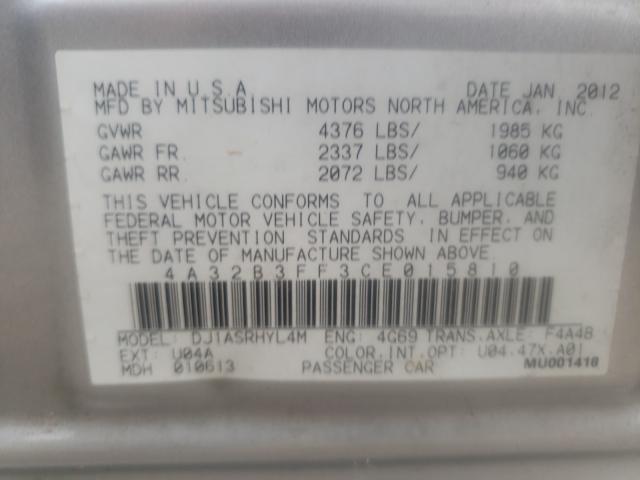 MADE IN U S A DATE JAN 2012
MFD BY MITSUBISHI MOTORS NORTH AMERICA, INC.
GVWR 4376 LBS/ 1985 KG
GAWR FR. - 2337 LBS/ 1060 KG
GAWR RR. 2072 LBS/ 940 KG
THIS VEHICLE CONFORMS TO ALL APPLICABLE
FEDERAL MOTOR VEHICLE SAFETY, BUMPER, AND
THEFT PREVENTION STANDARDS IN EFFECT ON
THE DATE OF MANUFACTURE SHOWN ABOVE.
4A32B3FF3CE015810
MODEL: DJ1ASRHYL4M ENG: 4G69 TRANS.AXLE: F4A4B
EXT: U04A COLOR.INT.OPT: U04.47X.A01
MDH 010613 PASSENGER CAR MU001418